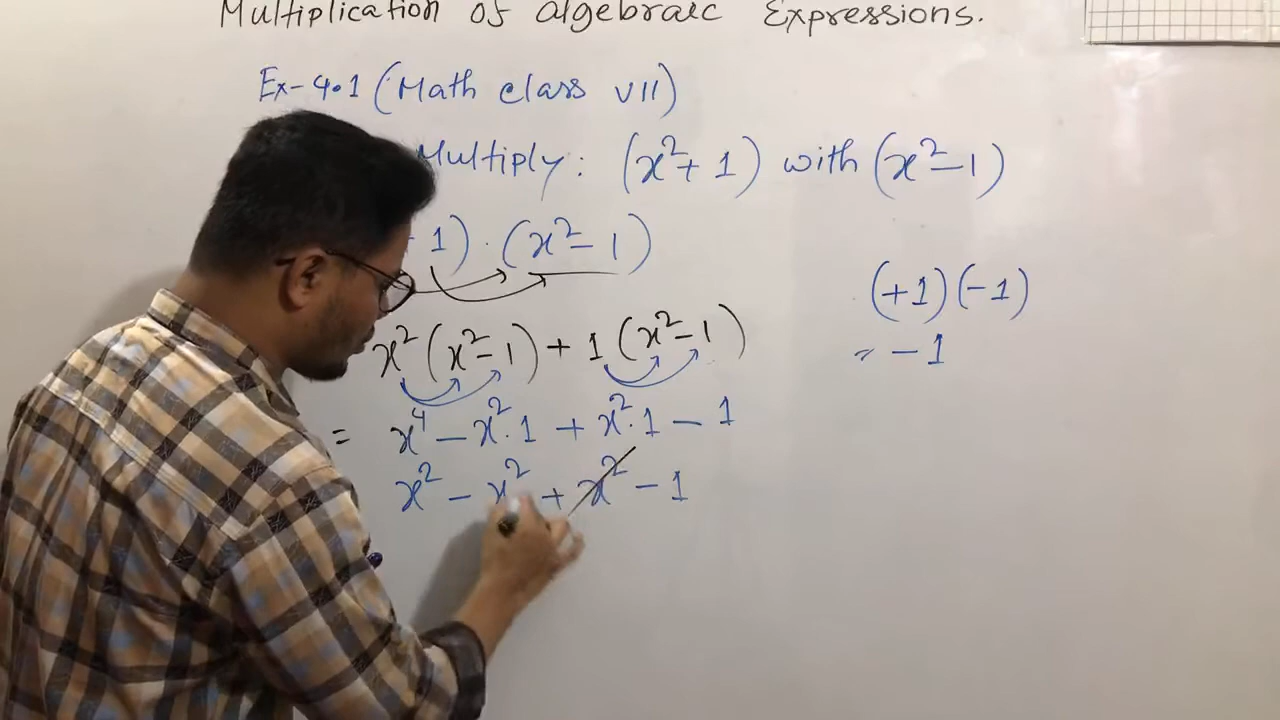 Multiplication of algebraic Expressions.
Ex-4.1 (Math class VII)
Multiply: (x²+1) with (x²-1)
1) · (x²-1)
x²(x²-1) + 1(x²-1)
= x⁴ - x²·1 + x²·1 - 1
x² - x² + x² - 1
(+1)(-1)
= -1